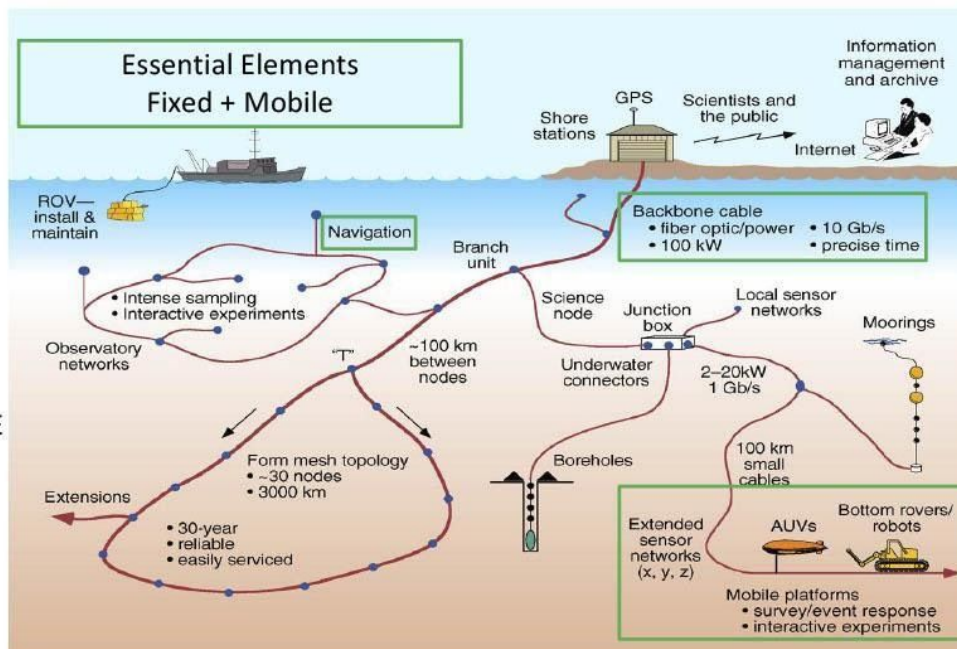 Essential Elements
Fixed + Mobile
Information
management
and archive
GPS
Shore
stations
Scientists and
the public
Internet
ROV—
install &
maintain
Navigation
Backbone cable
• fiber optic/power
• 10 Gb/s
• 100 kW
• precise time
Branch
unit
• Intense sampling
• Interactive experiments
Observatory
networks
Science
node
Junction
box
Local sensor
networks
Moorings
"T"
~100 km
between
nodes
Underwater
connectors
2–20kW
1 Gb/s
Form mesh topology
• ~30 nodes
• 3000 km
Boreholes
100 km
small
cables
Extensions
• 30-year
• reliable
• easily serviced
Extended
sensor
networks
(x, y, z)
AUVs
Bottom rovers/
robots
Mobile platforms
• survey/event response
• interactive experiments